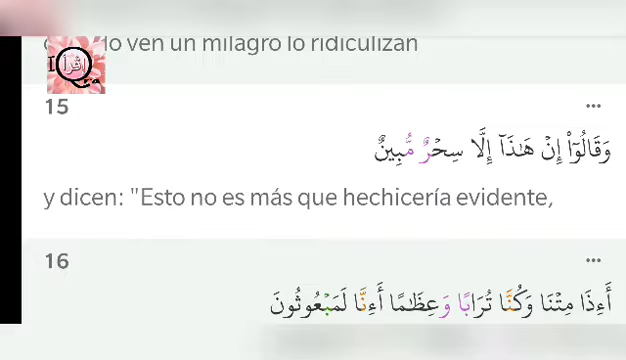 lo ven un milagro lo ridiculizan
15
وَقَالُوٓا۟ إِنْ هَـٰذَآ إِلَّا سِحْرٌ مُّبِينٌ
y dicen: "Esto no es más que hechicería evidente,
16
أَءِذَا مِتْنَا وَكُنَّا تُرَابًا وَعِظَـٰمًا أَءِنَّا لَمَبْعُوثُونَ